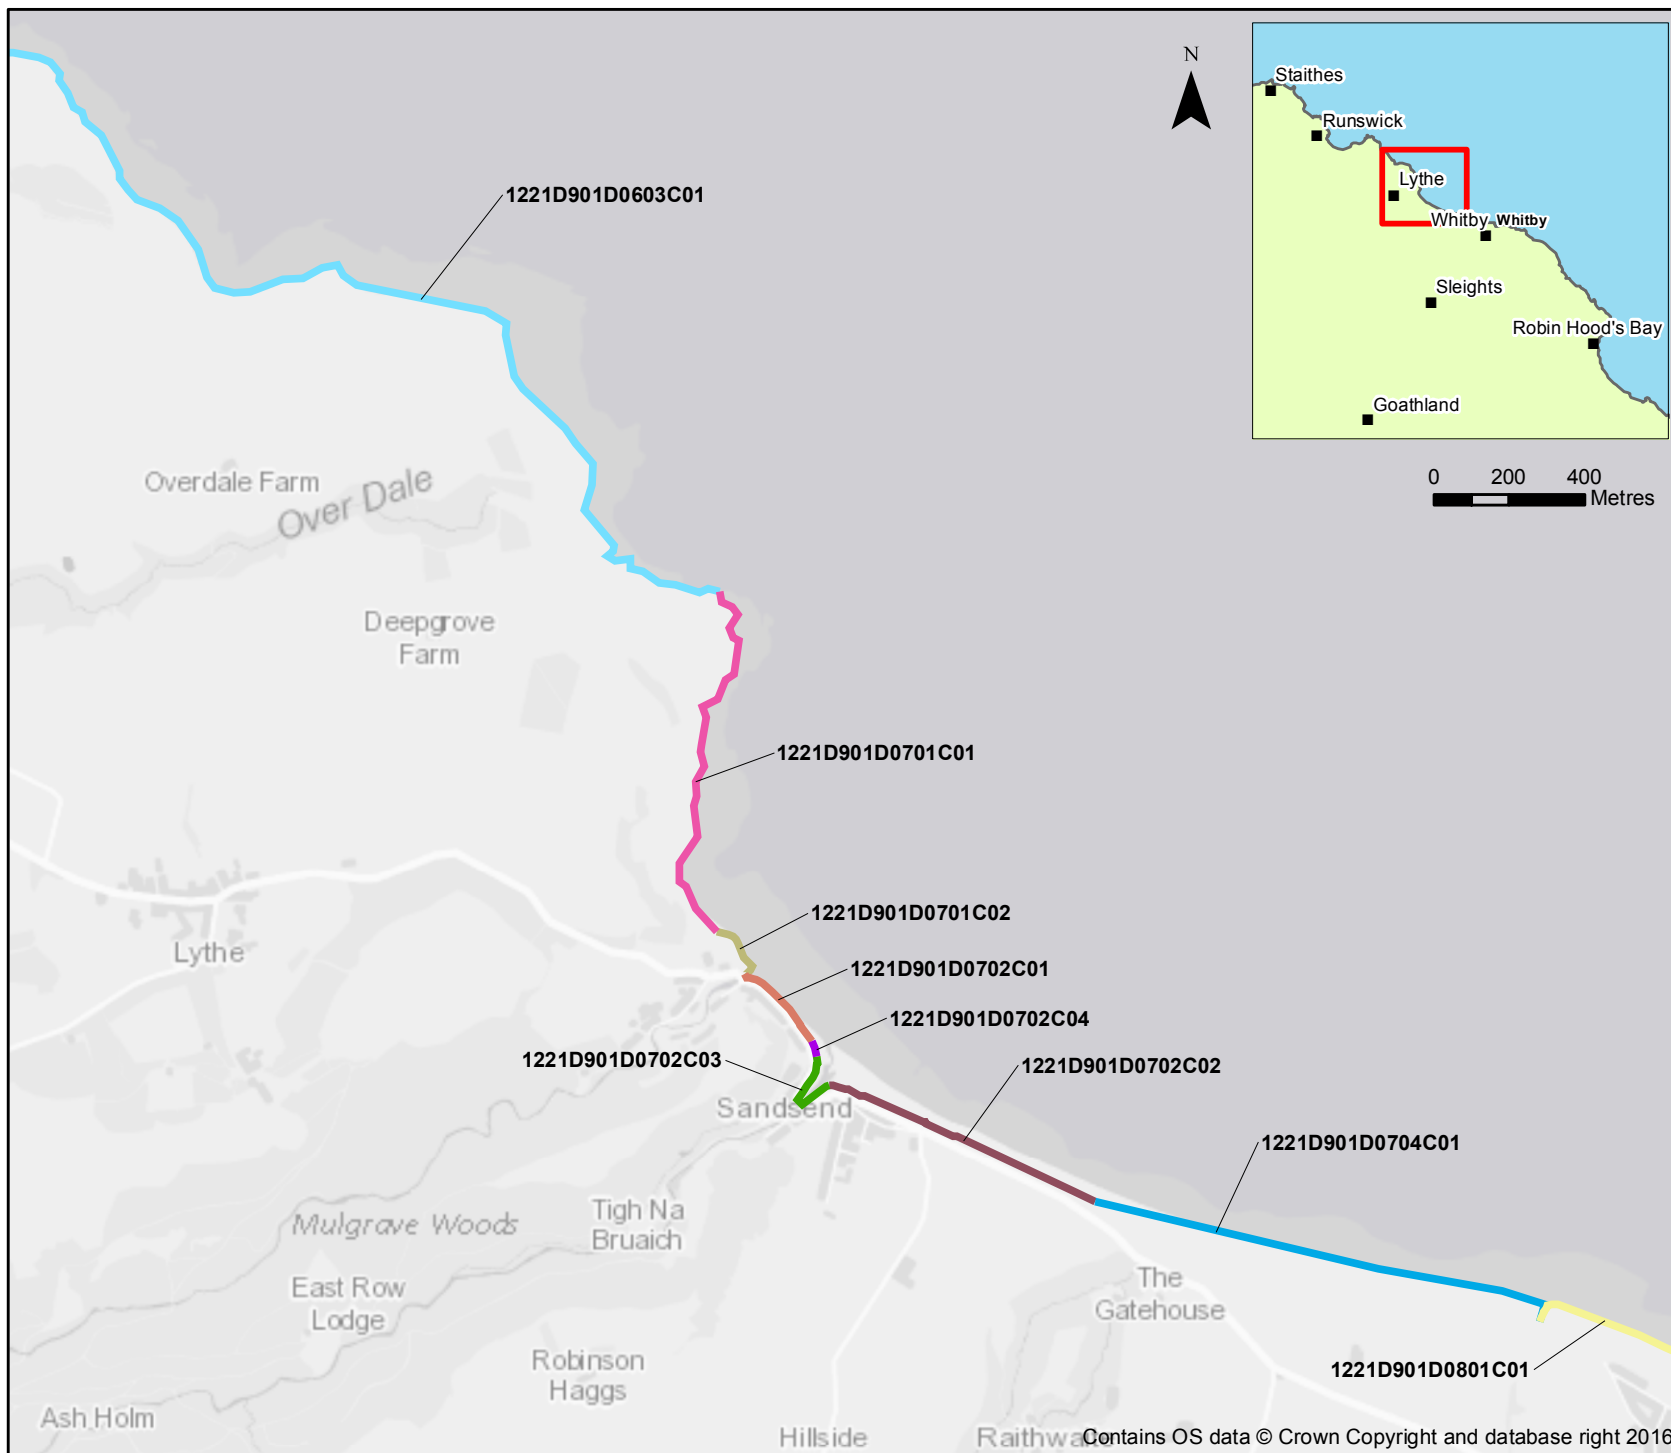 N
Staithes
Runswick
Lythe
Whitby Whitby
Sleights
Robin Hood's Bay
Goathland
0 200 400
Metres
1221D901D0603C01
Overdale Farm
Over Dale
Deepgrove
Farm
1221D901D0701C01
1221D901D0701C02
Lythe
1221D901D0702C01
1221D901D0702C04
1221D901D0702C03
1221D901D0702C02
Sandsend
1221D901D0704C01
Tigh Na
Bruaich
Mulgrave Woods
East Row
Lodge
The
Gatehouse
Robinson
Haggs
1221D901D0801C01
Ash Holm
Hillside
Contains OS data © Crown Copyright and database right 2016